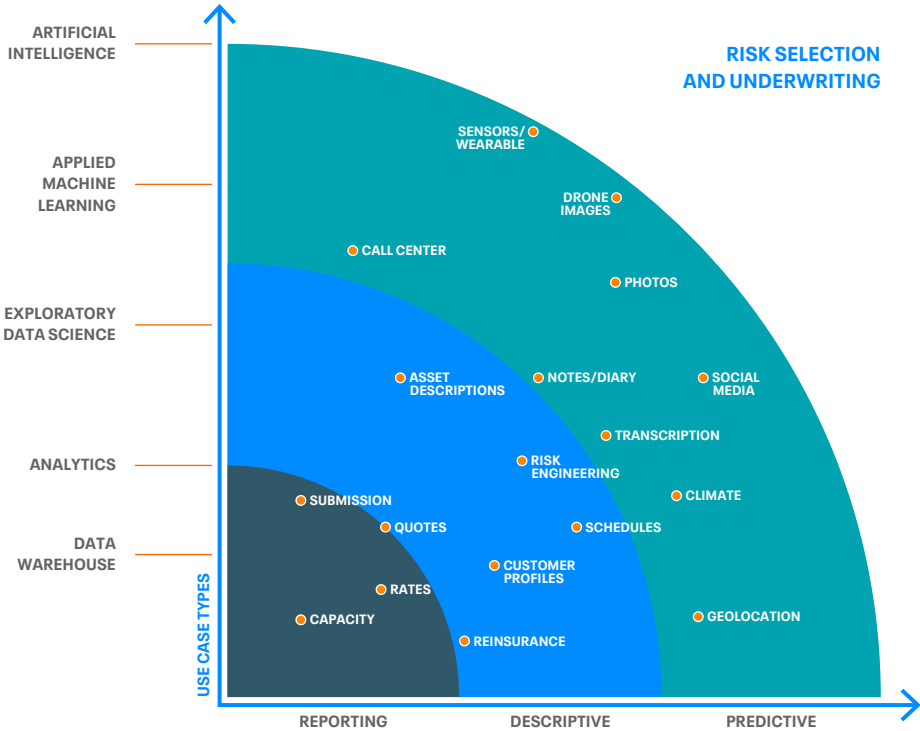 ARTIFICIAL
INTELLIGENCE
RISK SELECTION
AND UNDERWRITING
SENSORS/
WEARABLE
APPLIED
MACHINE
LEARNING
DRONE
IMAGES
CALL CENTER
PHOTOS
EXPLORATORY
DATA SCIENCE
ASSET
DESCRIPTIONS
NOTES/DIARY
SOCIAL
MEDIA
TRANSCRIPTION
ANALYTICS
RISK
ENGINEERING
CLIMATE
SUBMISSION
QUOTES
SCHEDULES
DATA
WAREHOUSE
CUSTOMER
PROFILES
RATES
CAPACITY
GEOLOCATION
REINSURANCE
USE CASE TYPES
REPORTING
DESCRIPTIVE
PREDICTIVE